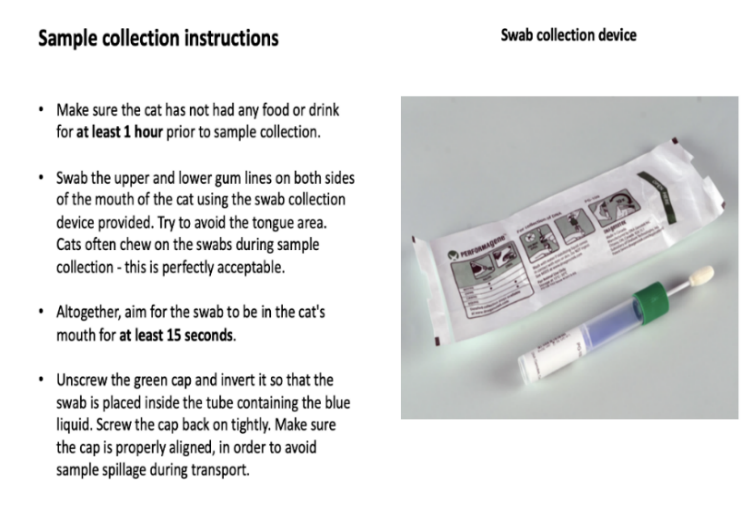 Sample collection instructions
Swab collection device
• Make sure the cat has not had any food or drink
for at least 1 hour prior to sample collection.
• Swab the upper and lower gum lines on both sides
of the mouth of the cat using the swab collection
device provided. Try to avoid the tongue area.
Cats often chew on the swabs during sample
collection - this is perfectly acceptable.
• Altogether, aim for the swab to be in the cat's
mouth for at least 15 seconds.
• Unscrew the green cap and invert it so that the
swab is placed inside the tube containing the blue
liquid. Screw the cap back on tightly. Make sure
the cap is properly aligned, in order to avoid
sample spillage during transport.
PERFORMAGENE